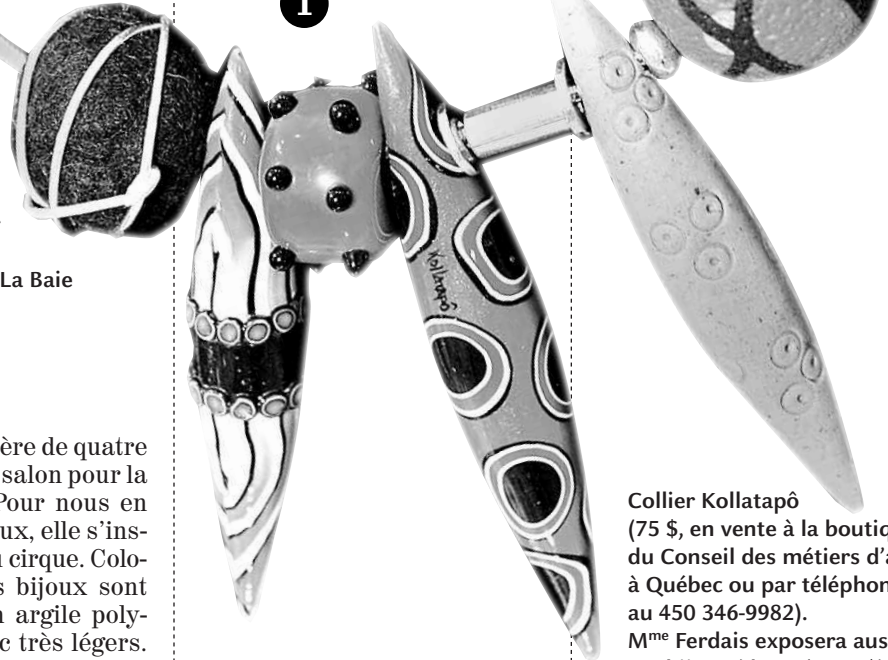 1
La Baie
Kollatapô
ère de quatre
salon pour la
Pour nous en
ux, elle s'ins-
cirque. Colo-
bijoux sont
argile poly-
très légers.
Collier Kollatapô
(75 $, en vente à la boutiq
du Conseil des métiers d'a
à Québec ou par téléphon
au 450 346-9982).
Mme Ferdais exposera aus